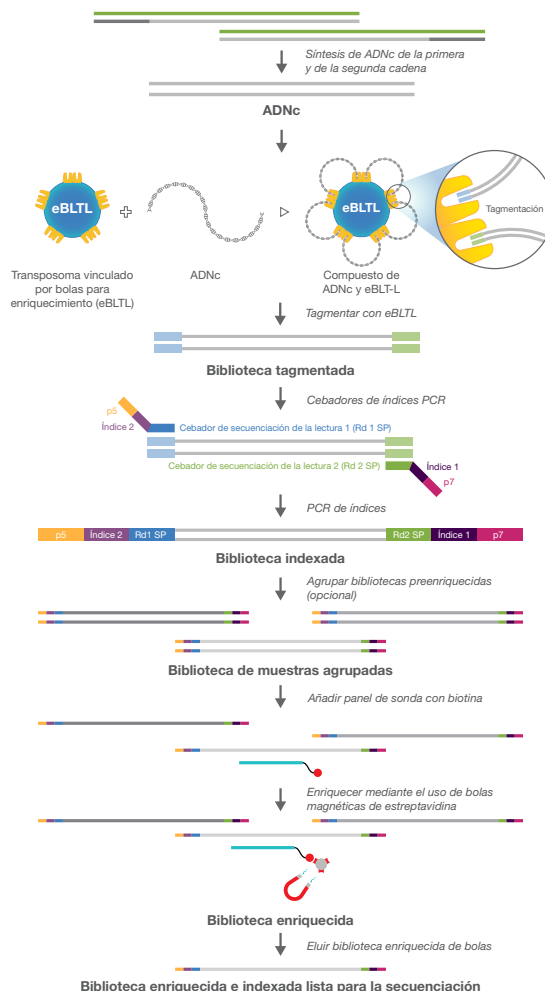 Síntesis de ADNc de la primera
y de la segunda cadena
ADNc
eBLTL
eBLTL
Tagmentación
Transposoma vinculado
por bolas para
enriquecimiento (eBLTL)
ADNc
Compuesto de
ADNc y eBLT-L
Tagmentar con eBLTL
Biblioteca tagmentada
Cebadores de índices PCR
p5
Índice 2
Cebador de secuenciación de la lectura 1 (Rd 1 SP)
Cebador de secuenciación de la lectura 2 (Rd 2 SP)
Índice 1
p7
PCR de índices
p5 Índice 2 Rd1 SP Rd2 SP Índice 1 p7
Biblioteca indexada
Agrupar bibliotecas preenriquecidas
(opcional)
Biblioteca de muestras agrupadas
Añadir panel de sonda con biotina
Enriquecer mediante el uso de bolas
magnéticas de estreptavidina
Biblioteca enriquecida
Eluir biblioteca enriquecida de bolas
Biblioteca enriquecida e indexada lista para la secuenciación